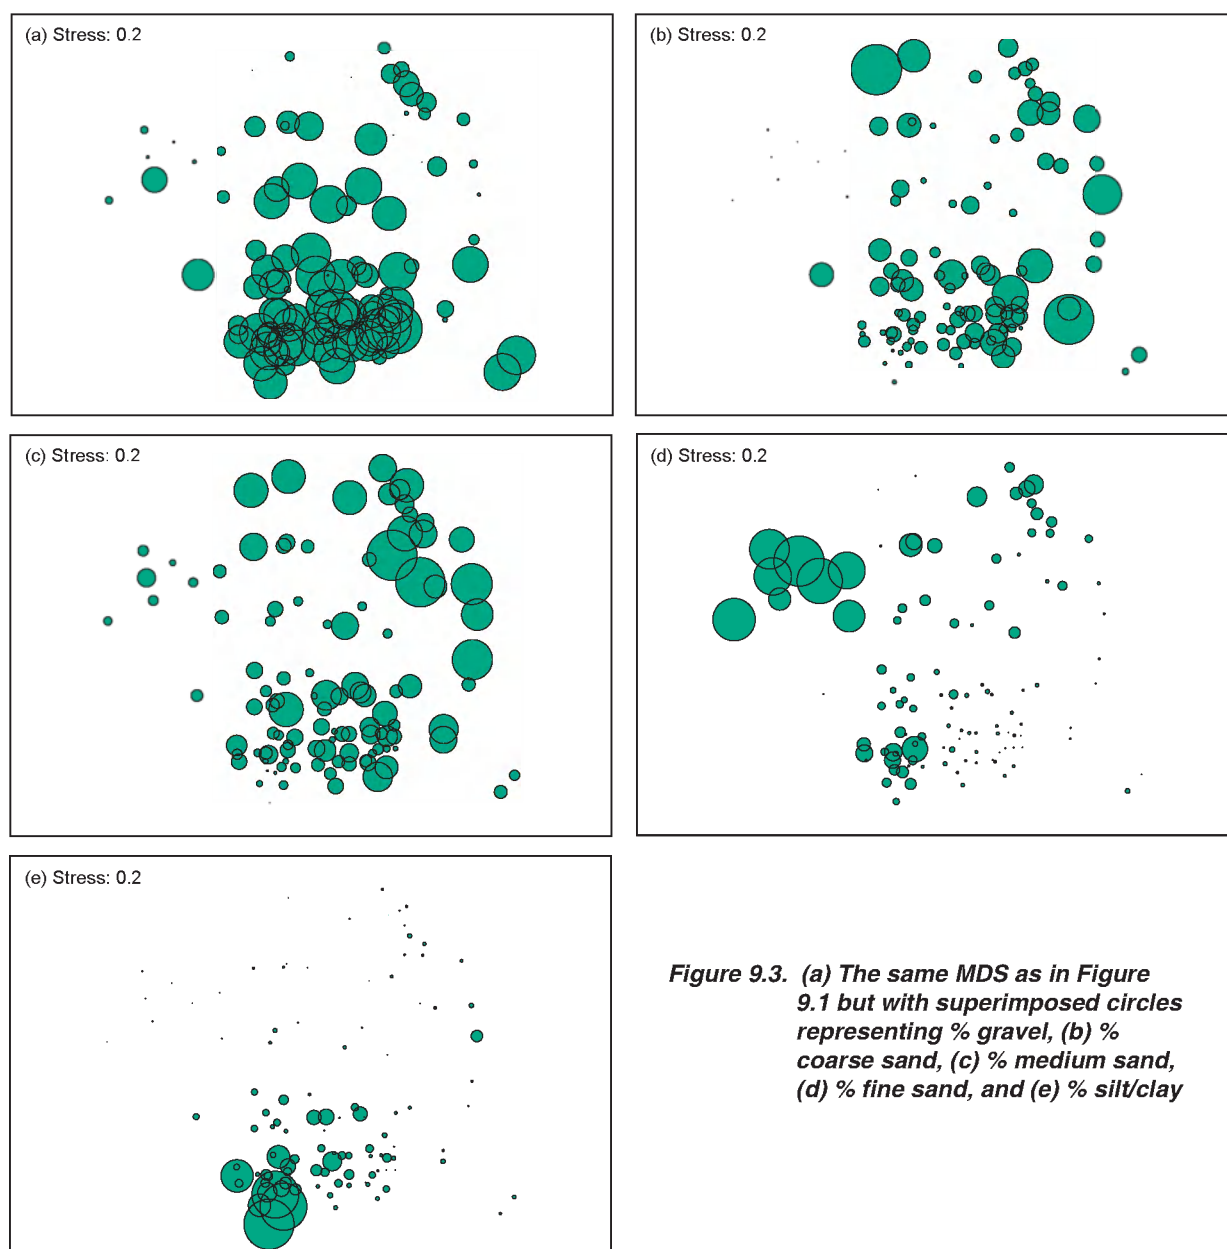 (a) Stress: 0.2
(b) Stress: 0.2
(c) Stress: 0.2
(d) Stress: 0.2
(e) Stress: 0.2
Figure 9.3. (a) The same MDS as in Figure
9.1 but with superimposed circles
representing % gravel, (b) %
coarse sand, (c) % medium sand,
(d) % fine sand, and (e) % silt/clay